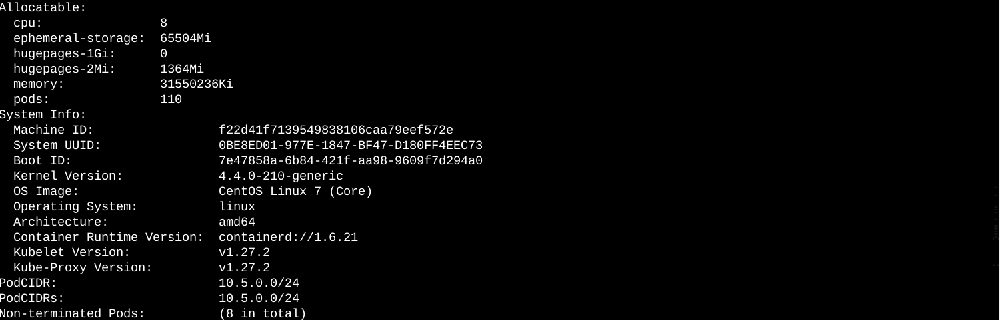 Allocatable:
  cpu:                8
  ephemeral-storage:  65504Mi
  hugepages-1Gi:      0
  hugepages-2Mi:      1364Mi
  memory:             31550236Ki
  pods:               110
System Info:
  Machine ID:                 f22d41f7139549838106caa79eef572e
  System UUID:                0BE8ED01-977E-1847-BF47-D180FF4EEC73
  Boot ID:                    7e47858a-6b84-421f-aa98-9609f7d294a0
  Kernel Version:             4.4.0-210-generic
  OS Image:                   CentOS Linux 7 (Core)
  Operating System:           linux
  Architecture:               amd64
  Container Runtime Version:  containerd://1.6.21
  Kubelet Version:            v1.27.2
  Kube-Proxy Version:         v1.27.2
PodCIDR:                      10.5.0.0/24
PodCIDRs:                     10.5.0.0/24
Non-terminated Pods:          (8 in total)